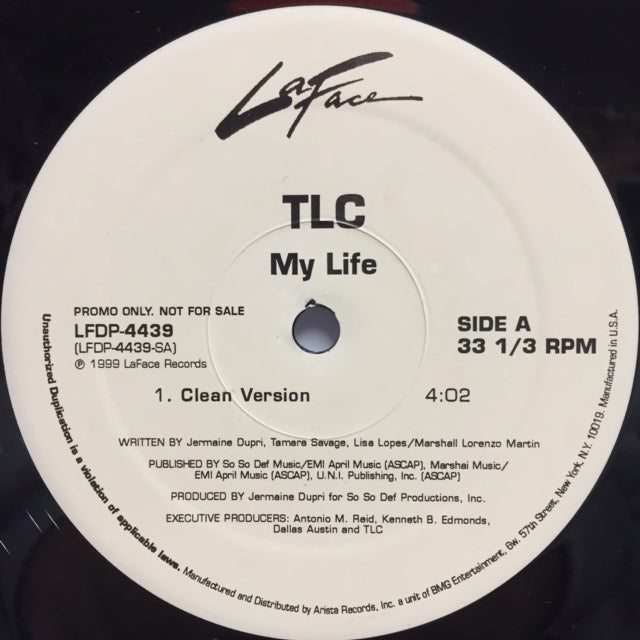 LaFace
TLC
My Life
PROMO ONLY. NOT FOR SALE
LFDP-4439
(LFDP-4439-SA)
℗ 1999 LaFace Records
SIDE A
33 1/3 RPM
1. Clean Version 4:02
WRITTEN BY Jermaine Dupri, Tamara Savage, Lisa Lopes/Marshall Lorenzo Martin
PUBLISHED BY So So Def Music/EMI April Music (ASCAP), Marshai Music/
EMI April Music (ASCAP), U.N.I. Publishing, Inc. (ASCAP)
PRODUCED BY Jermaine Dupri for So So Def Productions, Inc.
EXECUTIVE PRODUCERS: Antonio M. Reid, Kenneth B. Edmonds,
Dallas Austin and TLC
Unauthorized Duplication is a violation of applicable laws. Manufactured and Distributed by Arista Records, Inc. a unit of BMG Entertainment, 6w. 57th Street, New York, N.Y. 10019. Manufactured in U.S.A.